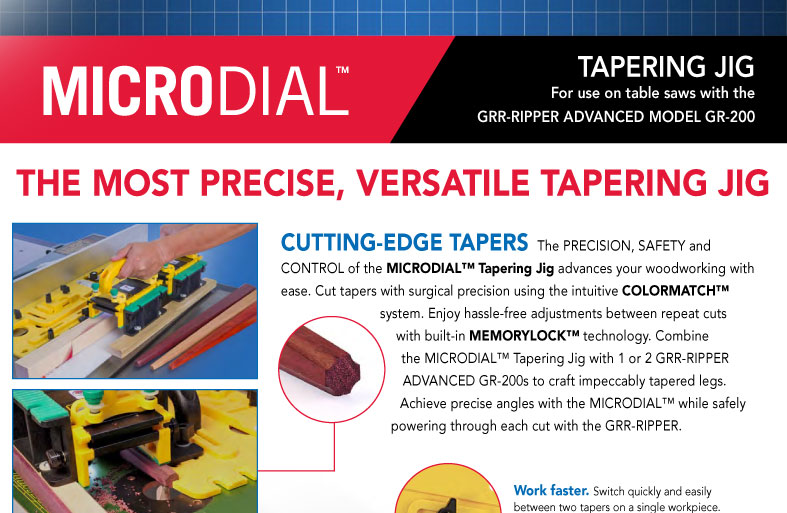 MICRODIAL™
TAPERING JIG
For use on table saws with the
GRR-RIPPER ADVANCED MODEL GR-200
THE MOST PRECISE, VERSATILE TAPERING JIG
CUTTING-EDGE TAPERS The PRECISION, SAFETY and
CONTROL of the MICRODIAL™ Tapering Jig advances your woodworking with
ease. Cut tapers with surgical precision using the intuitive COLORMATCH™
system. Enjoy hassle-free adjustments between repeat cuts
with built-in MEMORYLOCK™ technology. Combine
the MICRODIAL™ Tapering Jig with 1 or 2 GRR-RIPPER
ADVANCED GR-200s to craft impeccably tapered legs.
Achieve precise angles with the MICRODIAL™ while safely
powering through each cut with the GRR-RIPPER.
Work faster. Switch quickly and easily
between two tapers on a single workpiece.